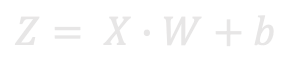 Z = X · W + b